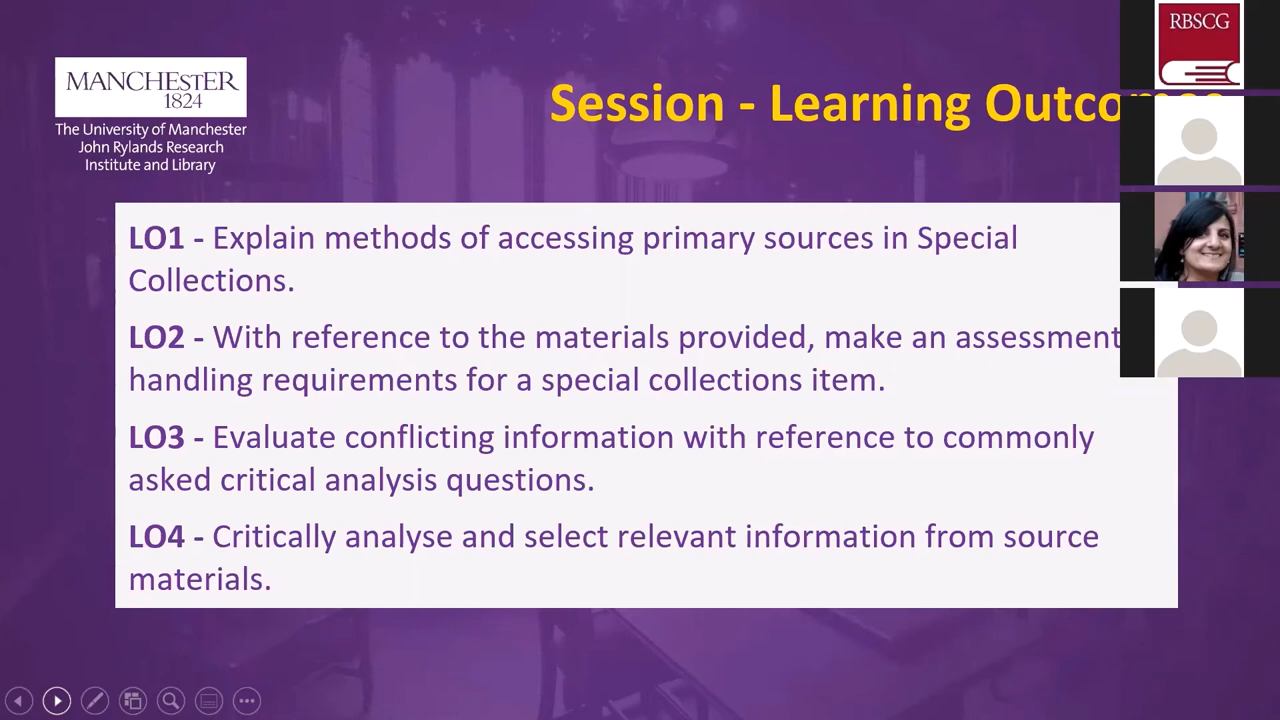 RBSCG
MANCHESTER
1824
The University of Manchester
John Rylands Research
Institute and Library
Session - Learning
LO1 - Explain methods of accessing primary sources in Special
Collections.
LO2 - With reference to the materials provided, make an assessment
handling requirements for a special collections item.
LO3 - Evaluate conflicting information with reference to commonly
asked critical analysis questions.
LO4 - Critically analyse and select relevant information from source
materials.